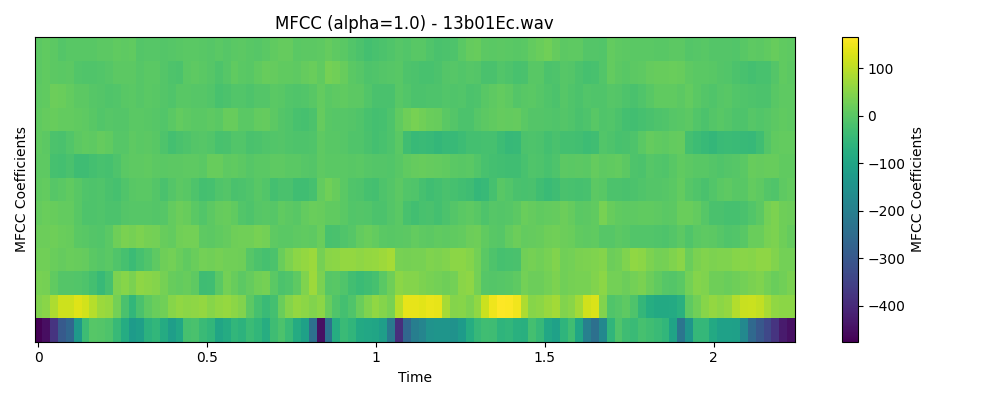 MFCC (alpha=1.0) - 13b01Ec.wav
MFCC Coefficients
0
0.5
1
1.5
2
Time
100
0
−100
−200
−300
−400
MFCC Coefficients